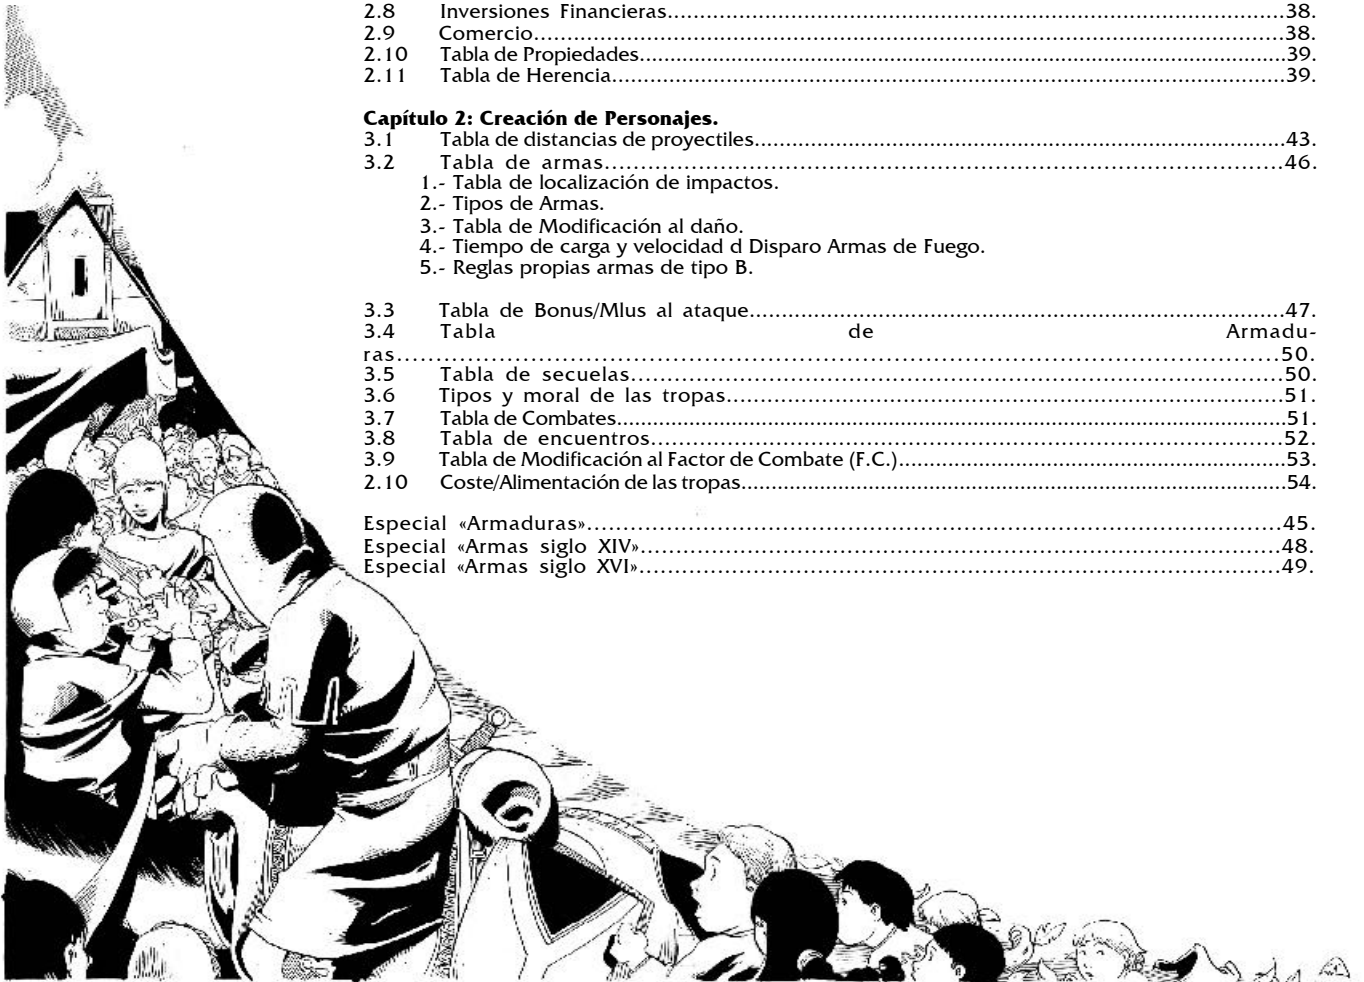 2.8 Inversiones Financieras...................................................................................................38.
2.9 Comercio.......................................................................................................................38.
2.10 Tabla de Propiedades.......................................................................................................39.
2.11 Tabla de Herencia...........................................................................................................39.
Capítulo 2: Creación de Personajes.
3.1 Tabla de distancias de proyectiles........................................................................................43.
3.2 Tabla de armas...............................................................................................46.
1.- Tabla de localización de impactos.
2.- Tipos de Armas.
3.- Tabla de Modificación al daño.
4.- Tiempo de carga y velocidad d Disparo Armas de Fuego.
5.- Reglas propias armas de tipo B.
3.3 Tabla de Bonus/Mlus al ataque.....................................................................................47.
3.4 Tabla de Armadu-
ras..........................................................................................................50.
3.5 Tabla de secuelas..............................................................................................50.
3.6 Tipos y moral de las tropas....................................................................................51.
3.7 Tabla de Combates...........................................................................................................51.
3.8 Tabla de encuentros..............................................................................................52.
3.9 Tabla de Modificación al Factor de Combate (F.C.)................................................................53.
2.10 Coste/Alimentación de las tropas..........................................................................................54.
Especial «Armaduras»................................................................................................45.
Especial «Armas siglo XIV»..........................................................................................48.
Especial «Armas siglo XVI»..........................................................................................49.